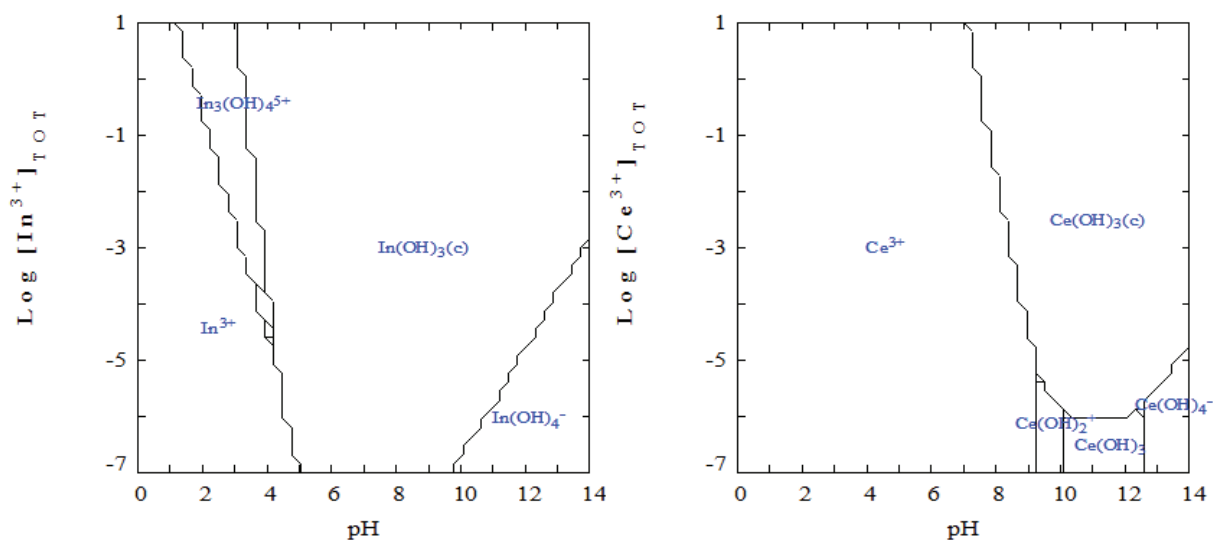 1
-1
-3
-5
-7
Log [In³⁺]TOT
In₃(OH)₄⁵⁺
In(OH)₃(c)
In³⁺
In(OH)₄⁻
0 2 4 6 8 10 12 14
pH
1
-1
-3
-5
-7
Log [Ce³⁺]TOT
Ce(OH)₃(c)
Ce³⁺
Ce(OH)₄⁻
Ce(OH)₂⁺
Ce(OH)₃
0 2 4 6 8 10 12 14
pH